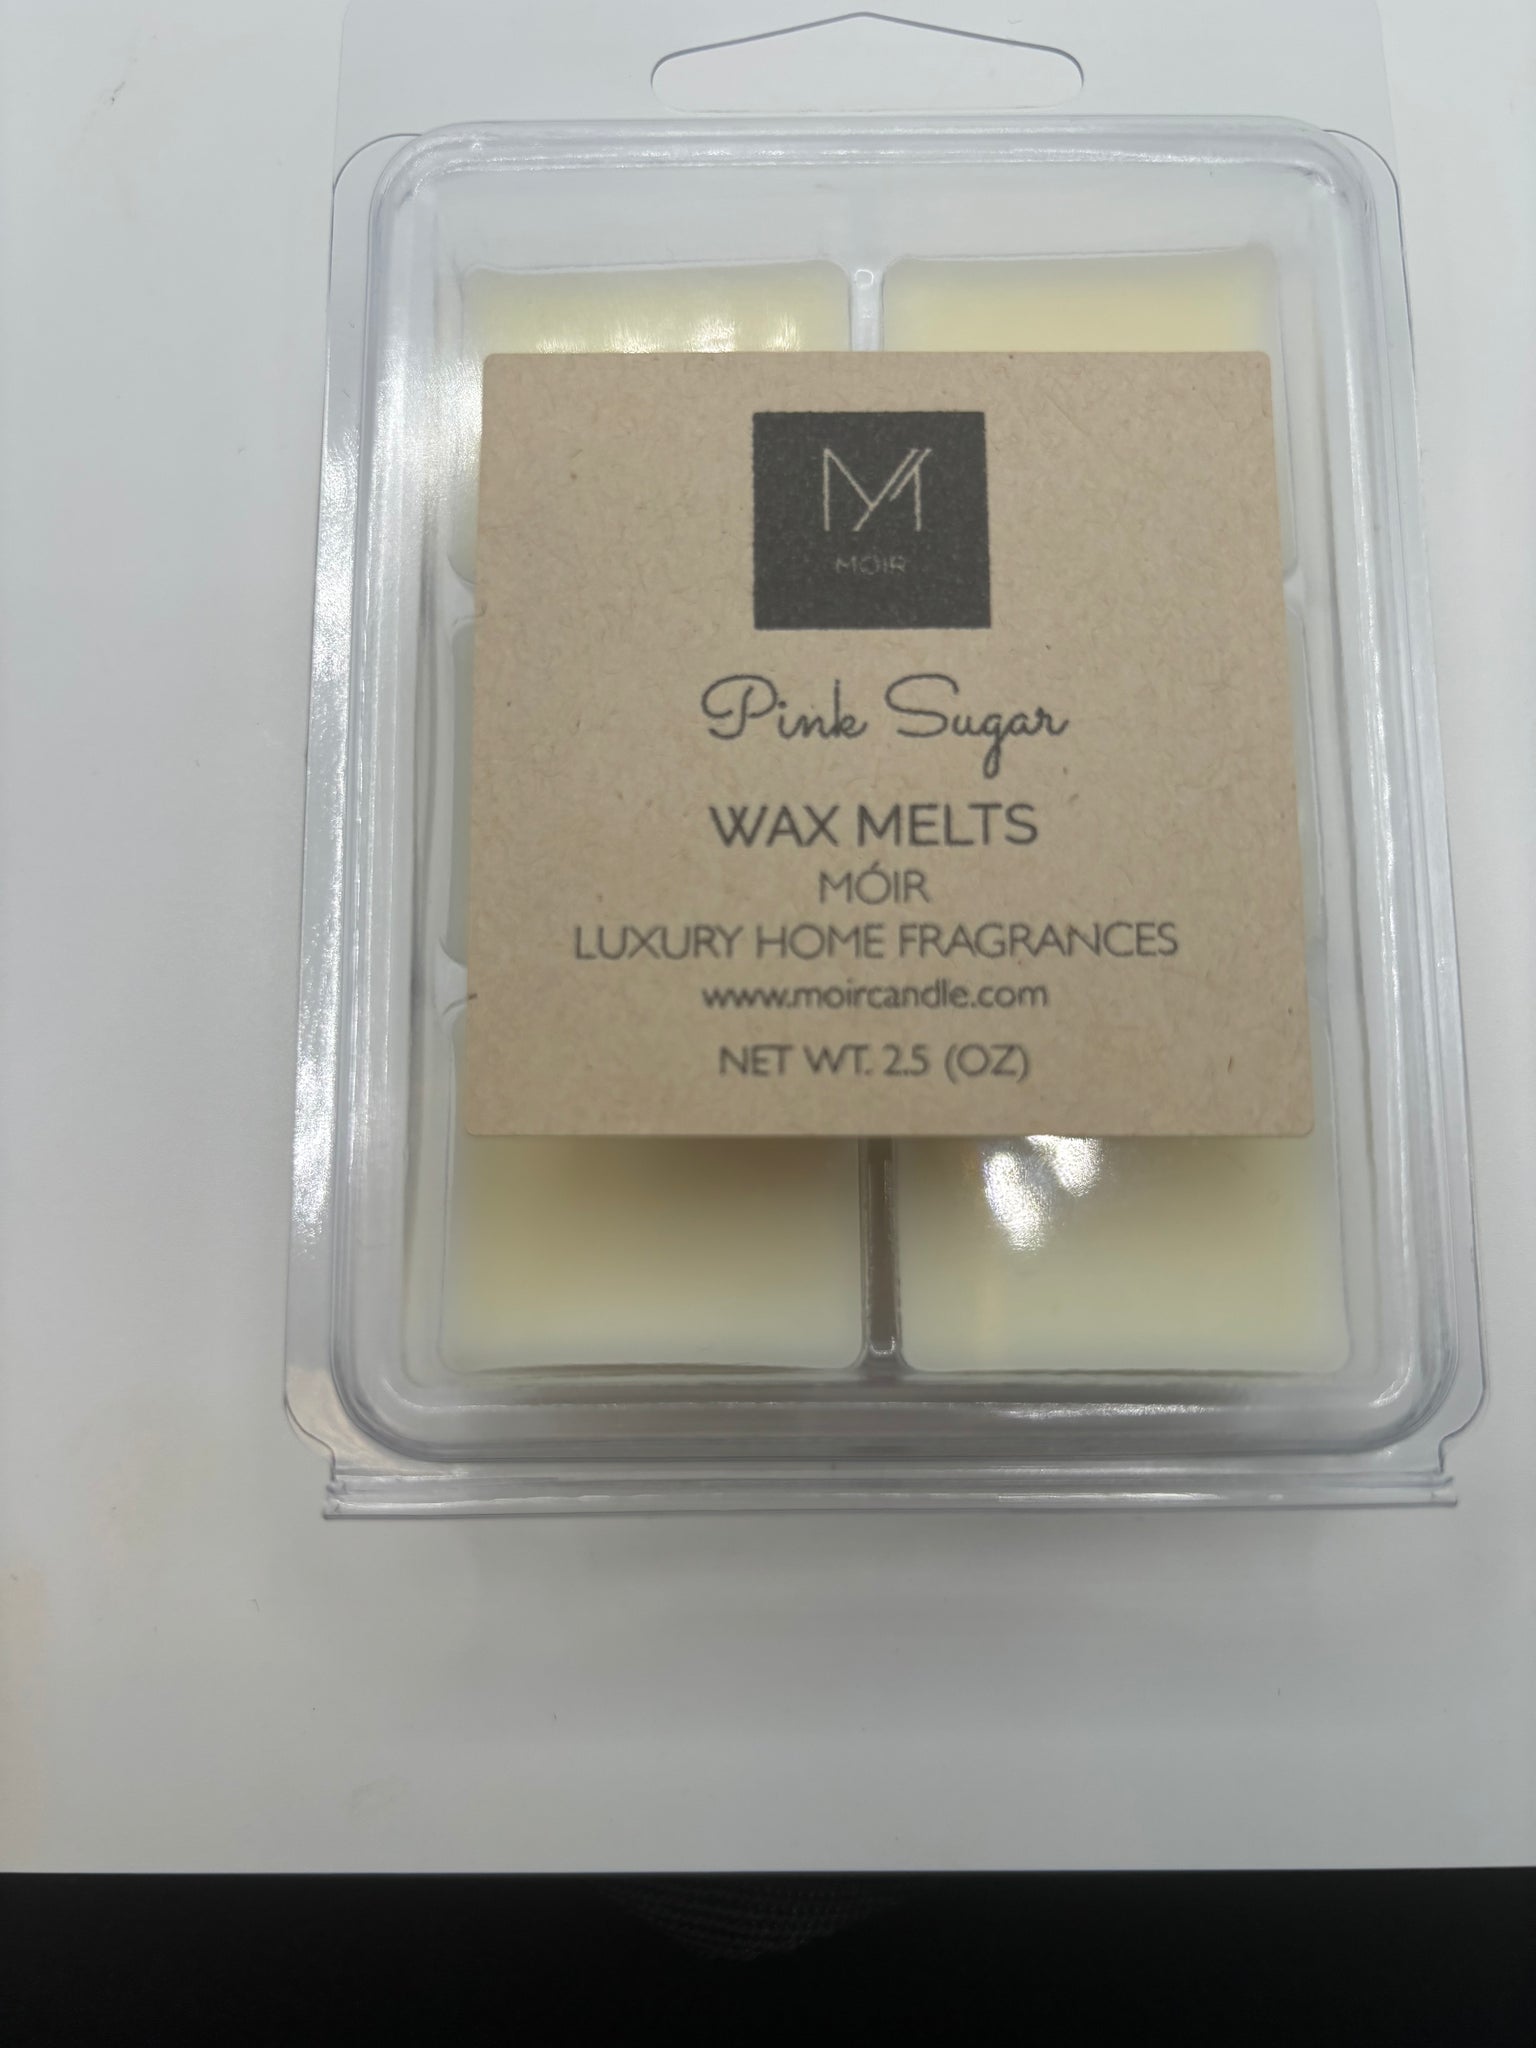 MÓIR
Pink Sugar
WAX MELTS
MÓIR
LUXURY HOME FRAGRANCES
www.moircandle.com
NET WT. 2.5 (OZ)